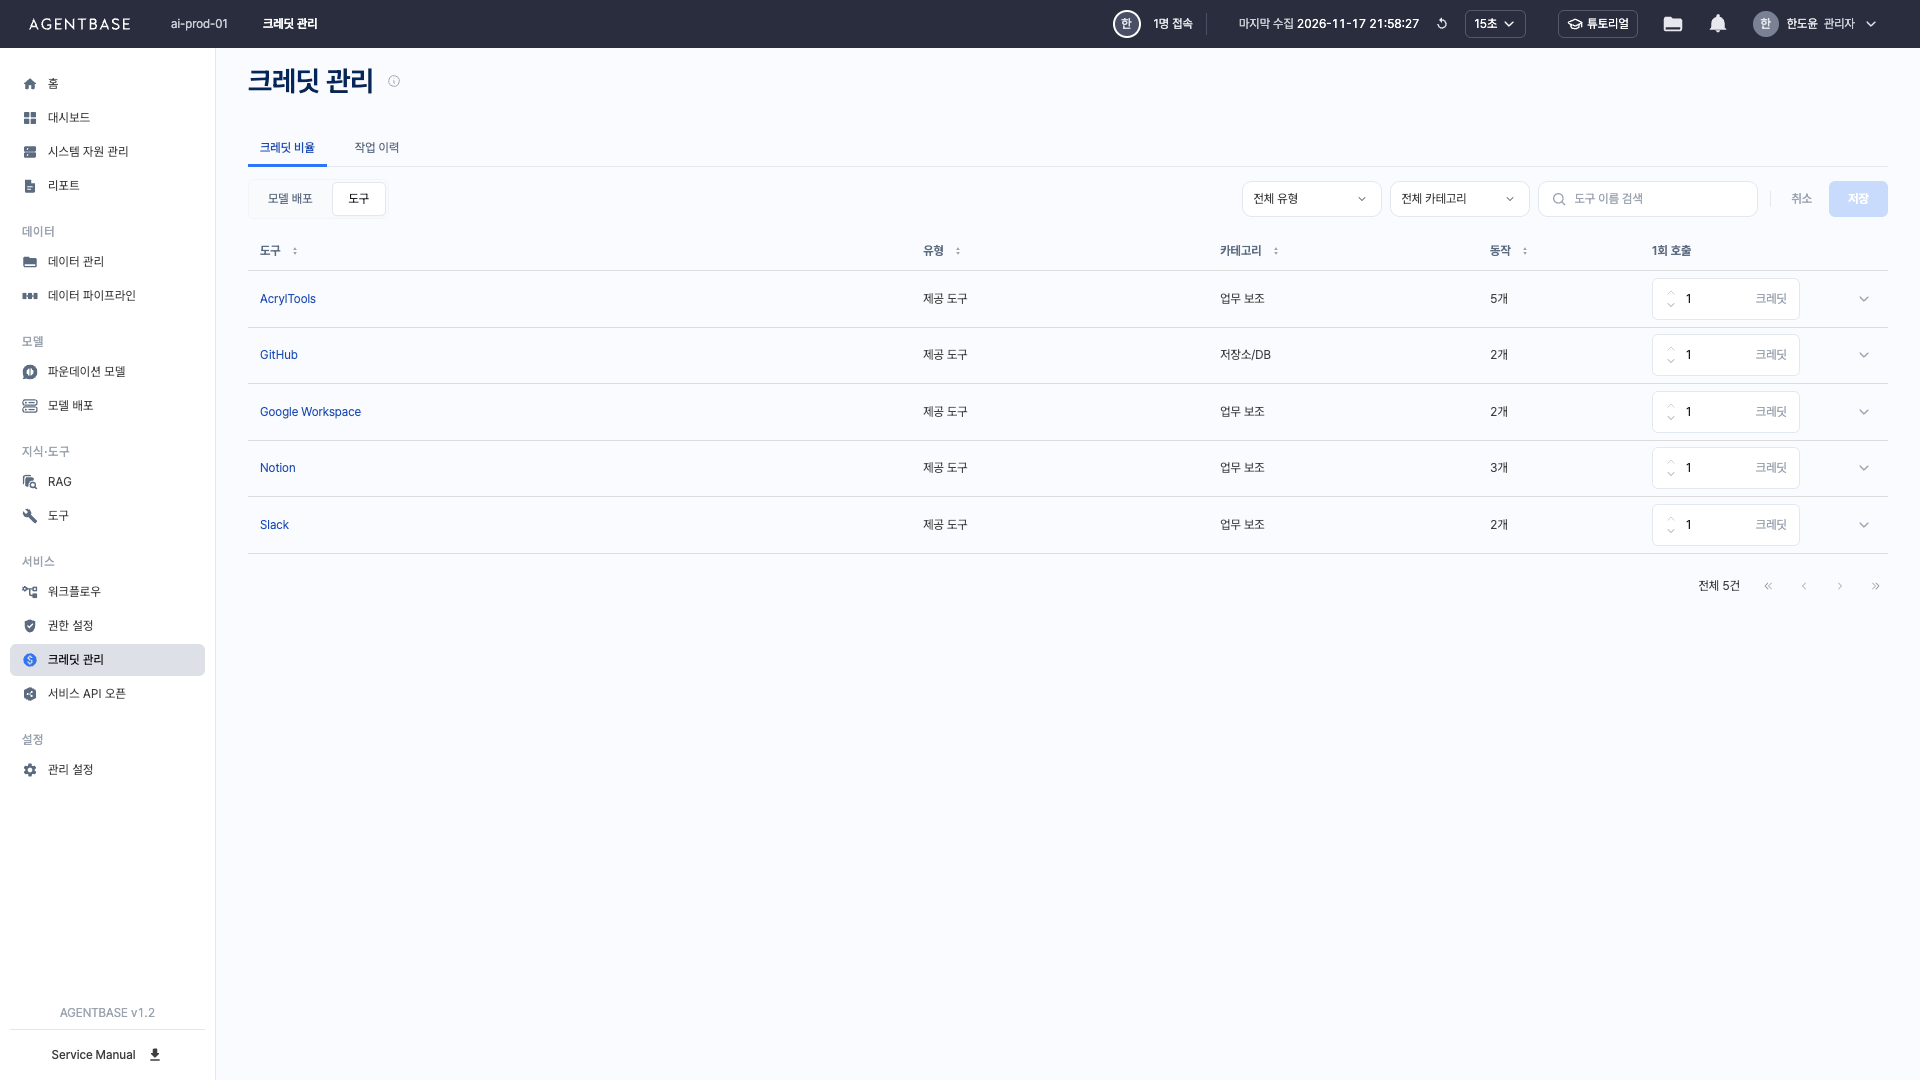 AGENTBASE
ai-prod-01
크레딧 관리
한
1명 접속
마지막 수집 2026-11-17 21:58:27
15초
튜토리얼
한
한도윤 관리자
홈
대시보드
시스템 자원 관리
리포트
데이터
데이터 관리
데이터 파이프라인
모델
파운데이션 모델
모델 배포
지식·도구
RAG
도구
서비스
워크플로우
권한 설정
크레딧 관리
서비스 API 오픈
설정
관리 설정
AGENTBASE v1.2
Service Manual
크레딧 관리
크레딧 비율
작업 이력
모델 배포
도구
전체 유형
전체 카테고리
도구 이름 검색
취소
저장
도구 유형 카테고리 동작 1회 호출
AcrylTools 제공 도구 업무 보조 5개 1 크레딧
GitHub 제공 도구 저장소/DB 2개 1 크레딧
Google Workspace 제공 도구 업무 보조 2개 1 크레딧
Notion 제공 도구 업무 보조 3개 1 크레딧
Slack 제공 도구 업무 보조 2개 1 크레딧
전체 5건